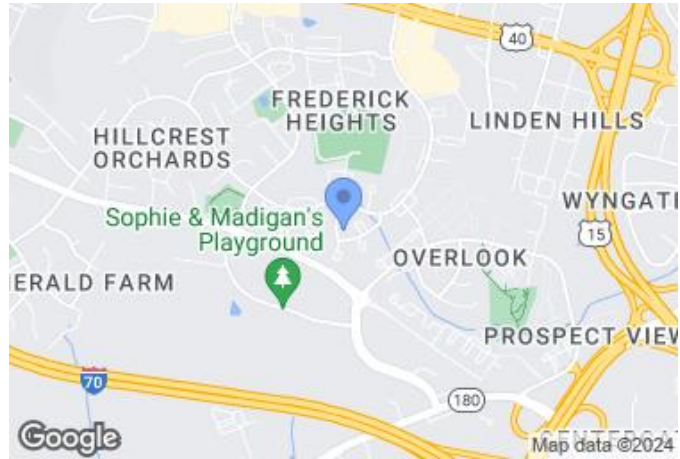 40
FREDERICK
HEIGHTS
LINDEN HILLS
HILLCREST
ORCHARDS
WYNGATE
Sophie & Madigan's
Playground
15
OVERLOOK
ERALD FARM
PROSPECT VIEW
70
180
Google
Map data ©2024